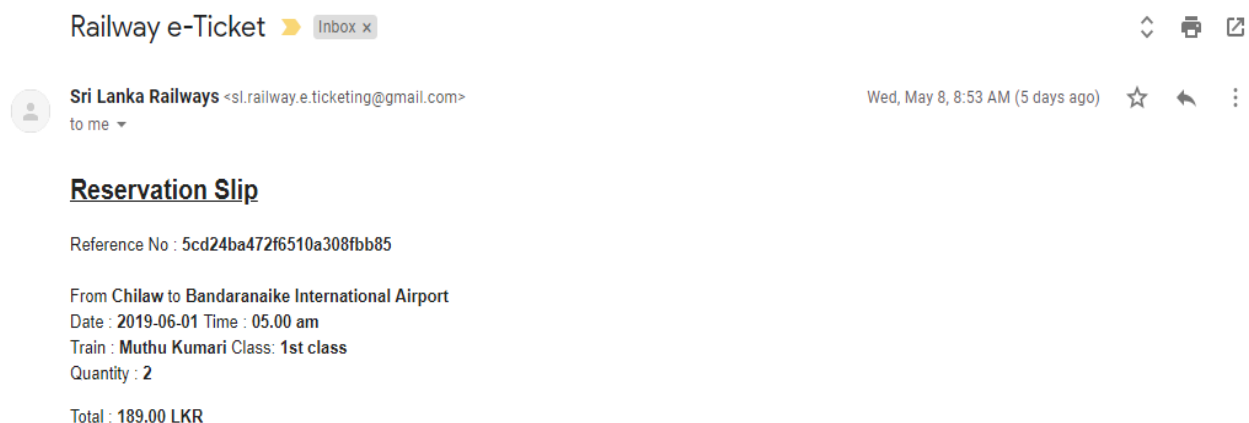 Railway e-Ticket Inbox x
Sri Lanka Railways <sl.railway.e.ticketing@gmail.com> Wed, May 8, 8:53 AM (5 days ago)
to me
Reservation Slip
Reference No : 5cd24ba472f6510a308fbb85
From Chilaw to Bandaranaike International Airport
Date : 2019-06-01 Time : 05.00 am
Train : Muthu Kumari Class: 1st class
Quantity : 2
Total : 189.00 LKR